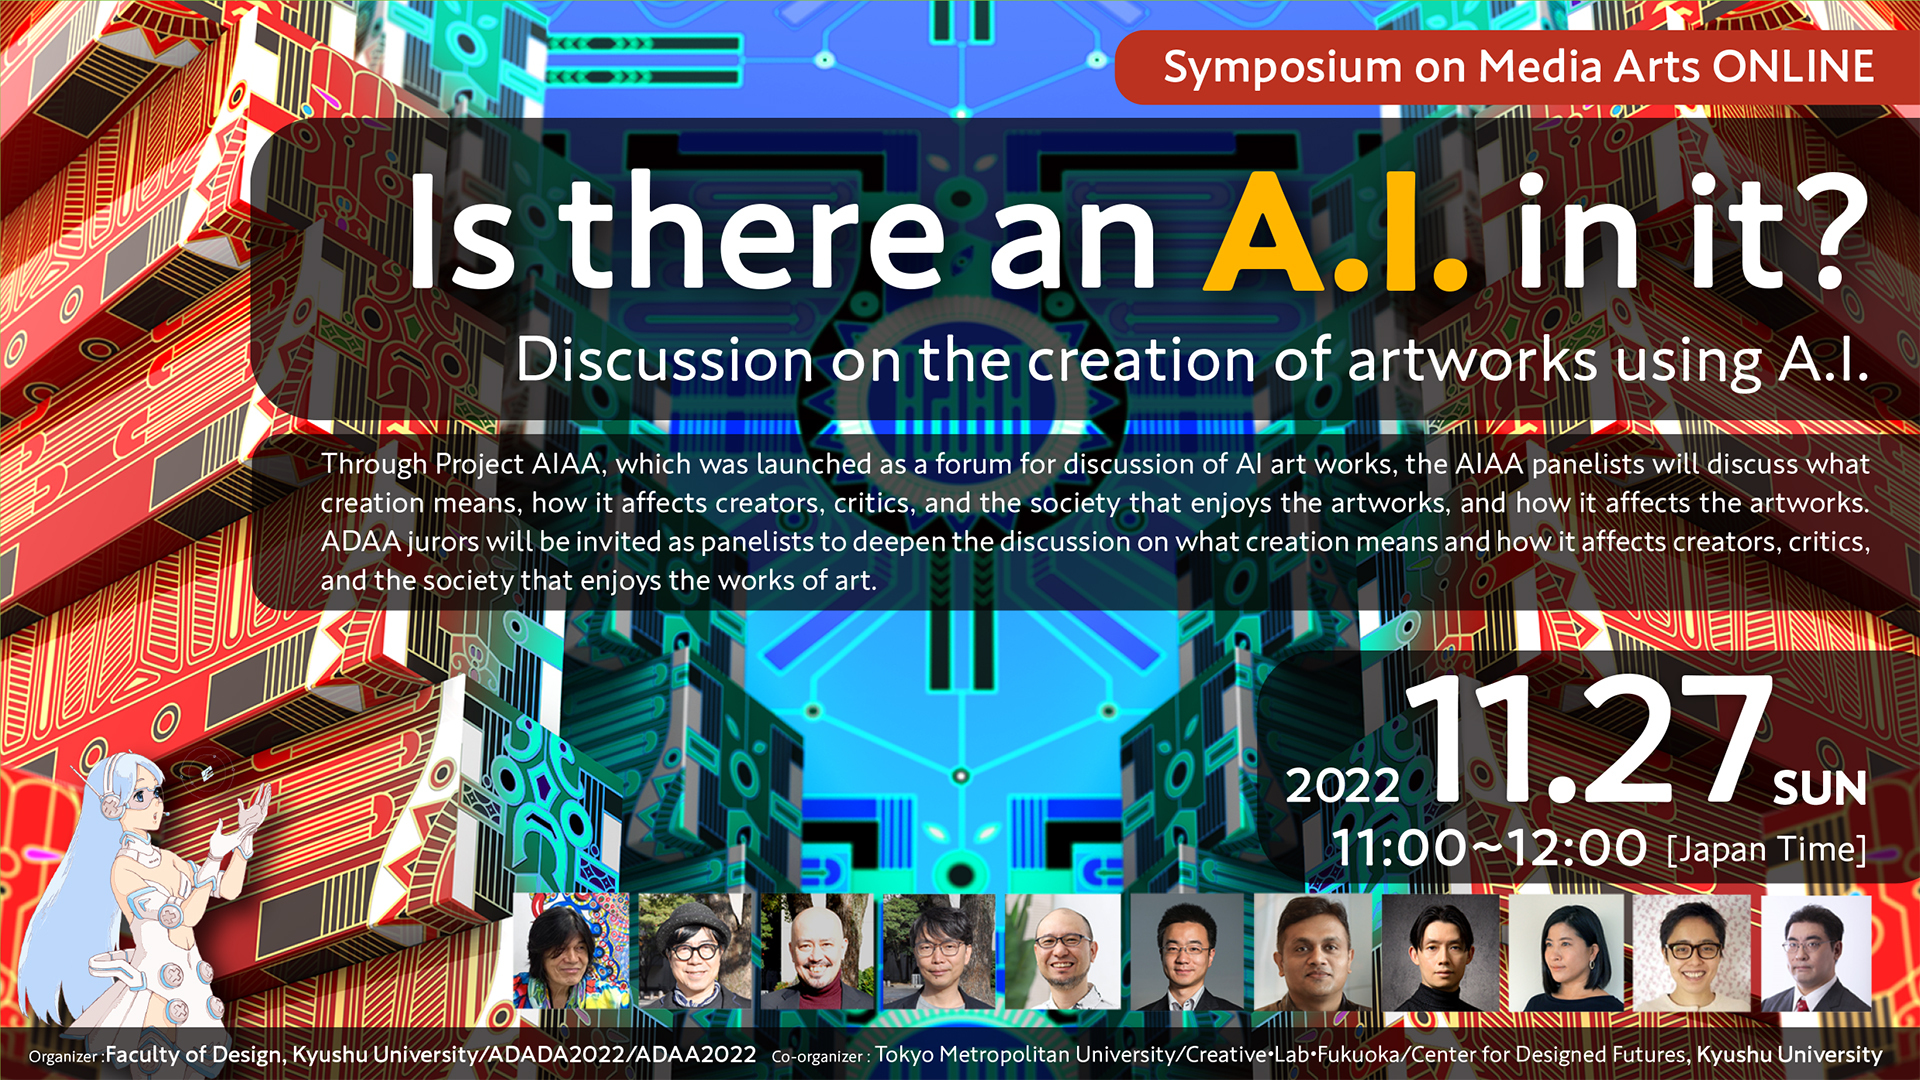 Symposium on Media Arts ONLINE
Is there an A.I. in it?
Discussion on the creation of artworks using A.I.
Through Project AIAA, which was launched as a forum for discussion of AI art works, the AIAA panelists will discuss what
creation means, how it affects creators, critics, and the society that enjoys the artworks, and how it affects the artworks.
ADAA jurors will be invited as panelists to deepen the discussion on what creation means and how it affects creators, critics,
and the society that enjoys the works of art.
2022 11.27 SUN
11:00~12:00 [Japan Time]
Organizer :Faculty of Design, Kyushu University/ADADA2022/ADAA2022 Co-organizer : Tokyo Metropolitan University/Creative•Lab•Fukuoka/Center for Designed Futures, Kyushu University